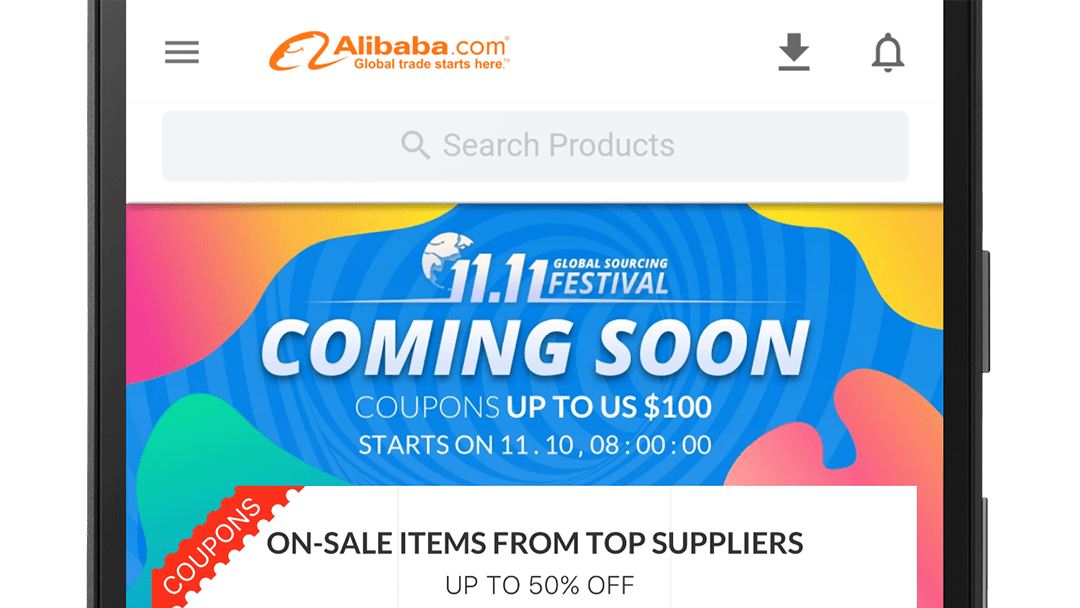 Alibaba.com®
Global trade starts here.™
Search Products
11.11 GLOBAL SOURCING
FESTIVAL
COMING SOON
COUPONS UP TO US $100
STARTS ON 11.10, 08:00:00
COUPONS
ON-SALE ITEMS FROM TOP SUPPLIERS
UP TO 50% OFF